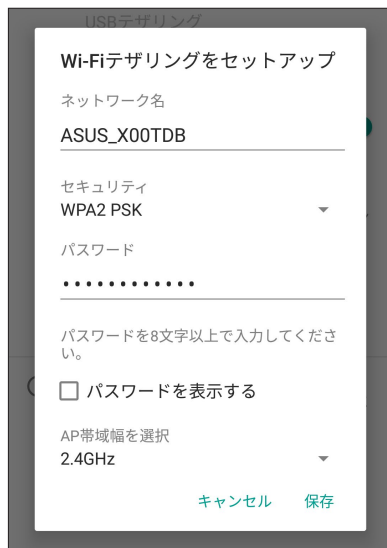 USBテザリング
Wi-Fiテザリングをセットアップ
ネットワーク名
ASUS_X00TDB
セキュリティ
WPA2 PSK
パスワード
••••••••••••
パスワードを8文字以上で入力してくださ
い。
パスワードを表示する
AP帯域幅を選択
2.4GHz
キャンセル 保存